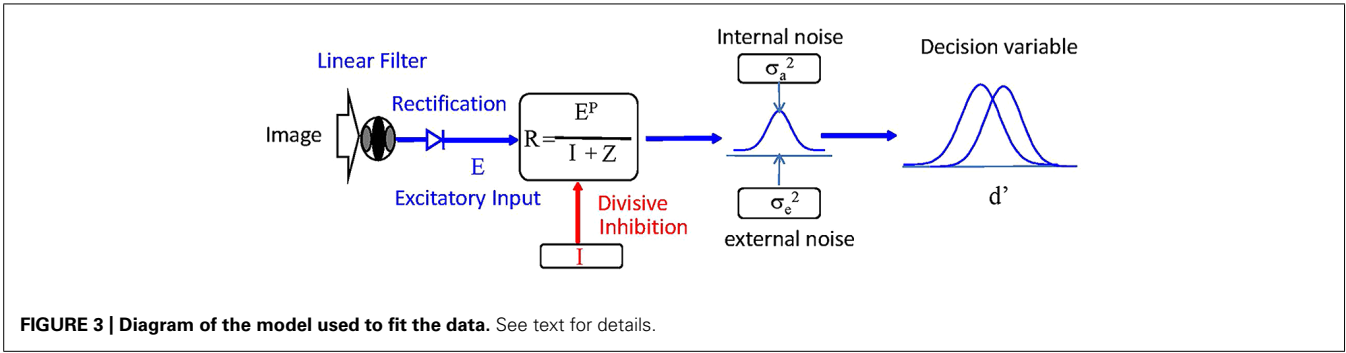 Linear Filter
Rectification
Image
E
Excitatory Input
R = E^P / (I + Z)
Divisive
Inhibition
I
Internal noise
σa²
σe²
external noise
Decision variable
d'
FIGURE 3 | Diagram of the model used to fit the data. See text for details.